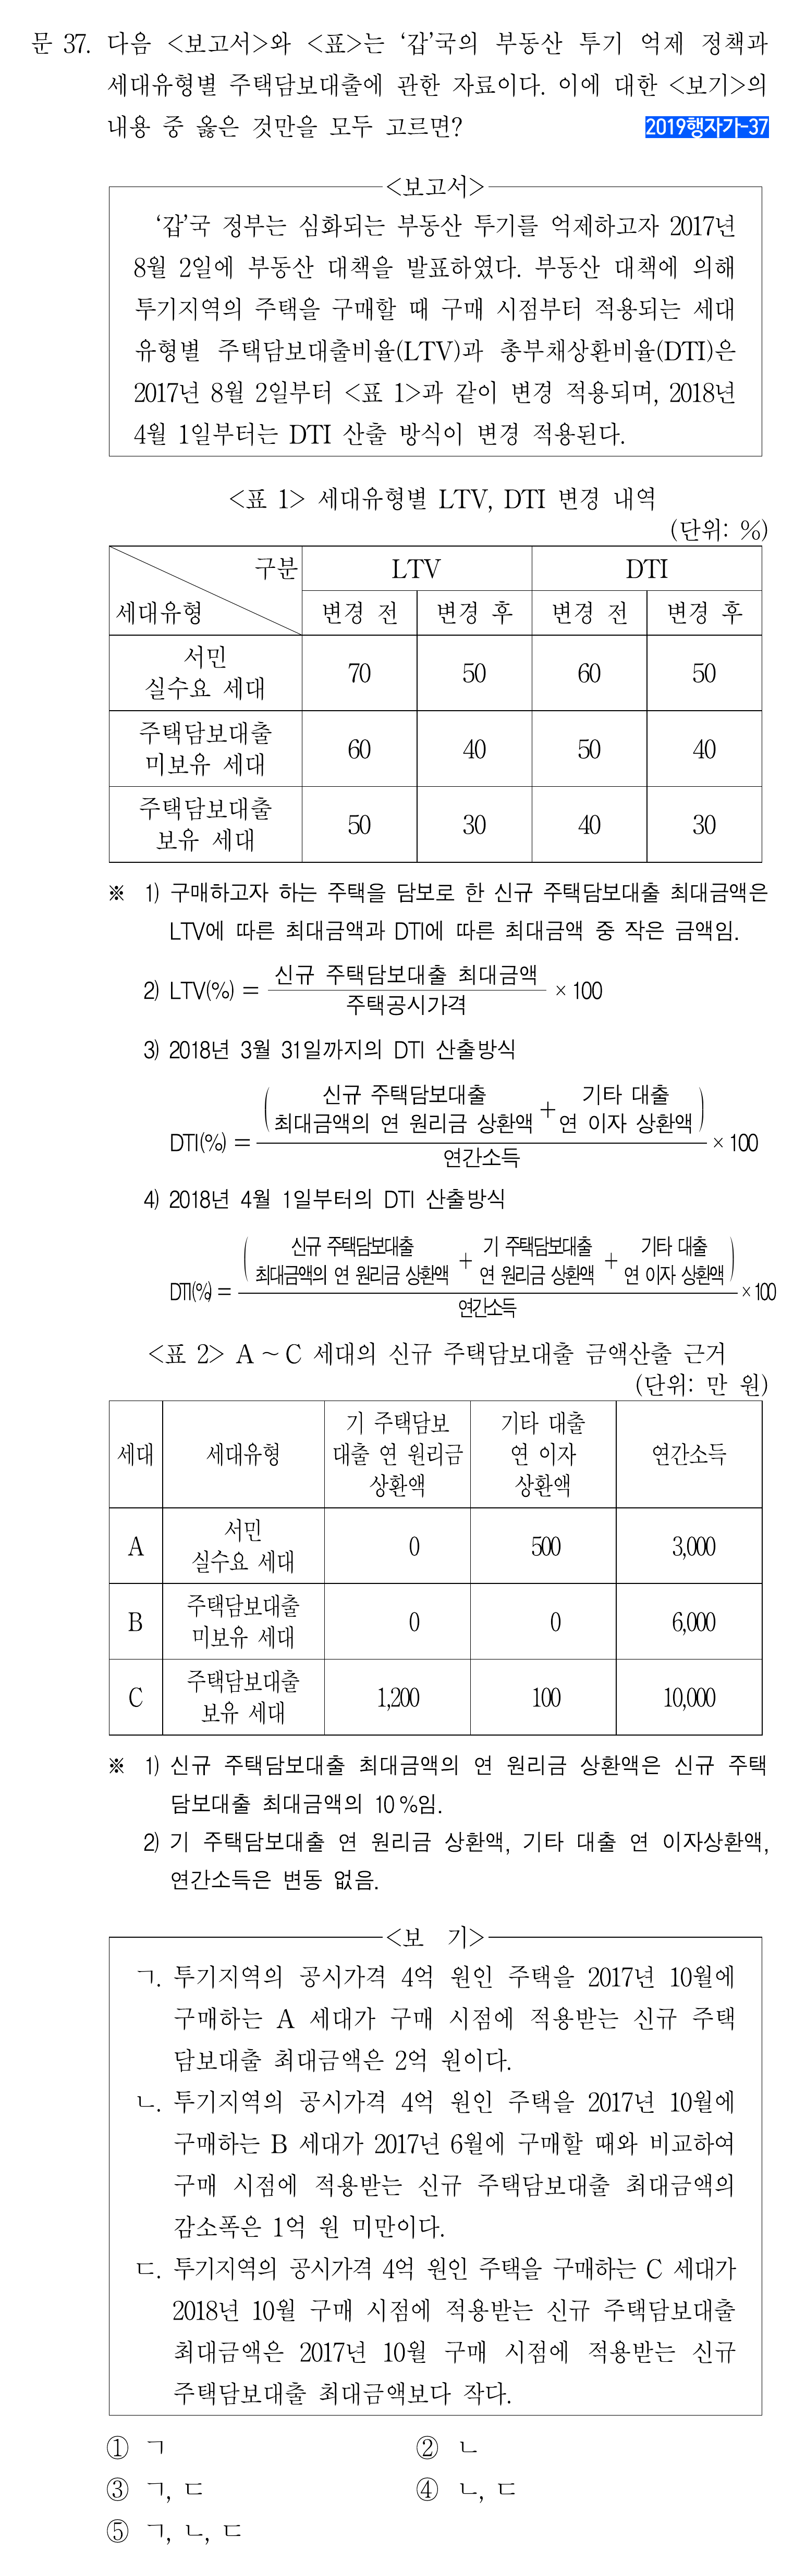 문 37. 다음 <보고서>와 <표>는 ‘갑’국의 부동산 투기 억제 정책과
세대유형별 주택담보대출에 관한 자료이다. 이에 대한 <보기>의
내용 중 옳은 것만을 모두 고르면?
2019행자가-37
<보고서>
‘갑’국 정부는 심화되는 부동산 투기를 억제하고자 2017년
8월 2일에 부동산 대책을 발표하였다. 부동산 대책에 의해
투기지역의 주택을 구매할 때 구매 시점부터 적용되는 세대
유형별 주택담보대출비율(LTV)과 총부채상환비율(DTI)은
2017년 8월 2일부터 <표 1>과 같이 변경 적용되며, 2018년
4월 1일부터는 DTI 산출 방식이 변경 적용된다.
<표 1> 세대유형별 LTV, DTI 변경 내역
(단위: %)
구분 LTV DTI
세대유형 변경 전 변경 후 변경 전 변경 후
서민
실수요 세대 70 50 60 50
주택담보대출
미보유 세대 60 40 50 40
주택담보대출
보유 세대 50 30 40 30
※ 1) 구매하고자 하는 주택을 담보로 한 신규 주택담보대출 최대금액은
LTV에 따른 최대금액과 DTI에 따른 최대금액 중 작은 금액임.
2) LTV(%) = 신규 주택담보대출 최대금액 × 100
주택공시가격
3) 2018년 3월 31일까지의 DTI 산출방식
(신규 주택담보대출 기타 대출
최대금액의 연 원리금 상환액 + 연 이자 상환액)
DTI(%) = × 100
연간소득
4) 2018년 4월 1일부터의 DTI 산출방식
(신규 주택담보대출 기 주택담보대출 기타 대출
최대금액의 연 원리금 상환액 + 연 원리금 상환액 + 연 이자 상환액)
DTI(%) = × 100
연간소득
<표 2> A ~ C 세대의 신규 주택담보대출 금액산출 근거
(단위: 만 원)
세대 세대유형 기 주택담보 대출 연 원리금 상환액 기타 대출 연 이자 상환액 연간소득
A 서민 실수요 세대 0 500 3,000
B 주택담보대출 미보유 세대 0 0 6,000
C 주택담보대출 보유 세대 1,200 100 10,000
※ 1) 신규 주택담보대출 최대금액의 연 원리금 상환액은 신규 주택
담보대출 최대금액의 10%임.
2) 기 주택담보대출 연 원리금 상환액, 기타 대출 연 이자상환액,
연간소득은 변동 없음.
<보 기>
ㄱ. 투기지역의 공시가격 4억 원인 주택을 2017년 10월에
구매하는 A 세대가 구매 시점에 적용받는 신규 주택
담보대출 최대금액은 2억 원이다.
ㄴ. 투기지역의 공시가격 4억 원인 주택을 2017년 10월에
구매하는 B 세대가 2017년 6월에 구매할 때와 비교하여
구매 시점에 적용받는 신규 주택담보대출 최대금액의
감소폭은 1억 원 미만이다.
ㄷ. 투기지역의 공시가격 4억 원인 주택을 구매하는 C 세대가
2018년 10월 구매 시점에 적용받는 신규 주택담보대출
최대금액은 2017년 10월 구매 시점에 적용받는 신규
주택담보대출 최대금액보다 작다.
① ㄱ ② ㄴ
③ ㄱ, ㄷ ④ ㄴ, ㄷ
⑤ ㄱ, ㄴ, ㄷ